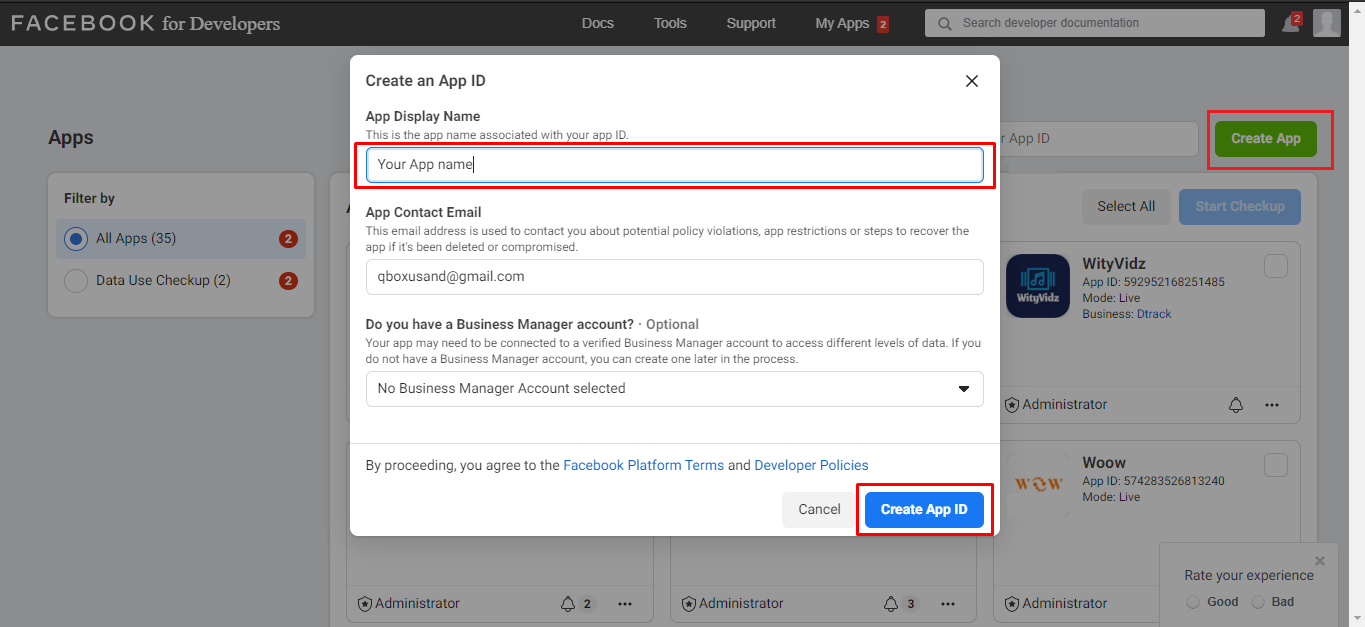 FACEBOOK for Developers
Docs
Tools
Support
My Apps 2
Search developer documentation
2
Create an App ID
App Display Name
This is the app name associated with your app ID.
Your App name
App Contact Email
This email address is used to contact you about potential policy violations, app restrictions or steps to recover the
app if it's been deleted or compromised.
qboxusand@gmail.com
Do you have a Business Manager account? · Optional
Your app may need to be connected to a verified Business Manager account to access different levels of data. If you
do not have a Business Manager account, you can create one later in the process.
No Business Manager Account selected
By proceeding, you agree to the Facebook Platform Terms and Developer Policies
Cancel
Create App ID
Apps
App ID
Create App
Filter by
All Apps (35) 2
Data Use Checkup (2) 2
Select All
Start Checkup
WityVidz
WityVidz
App ID: 592952168251485
Mode: Live
Business: Dtrack
Administrator
WOW
Woow
App ID: 574283526813240
Mode: Live
Administrator 2
Administrator 3
Administrator
Rate your experience
Good
Bad